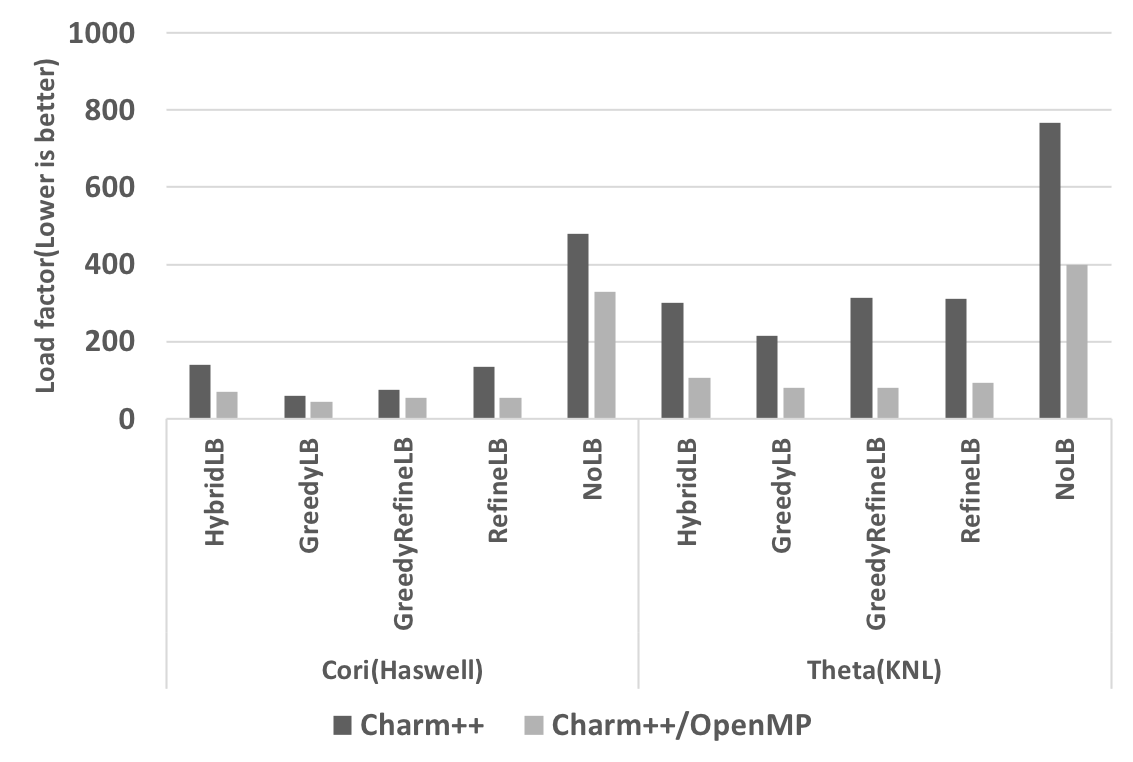 1000
800
600
400
200
0
Load factor(Lower is better)
HybridLB
GreedyLB
GreedyRefineLB
RefineLB
NoLB
HybridLB
GreedyLB
GreedyRefineLB
RefineLB
NoLB
Cori(Haswell)
Theta(KNL)
Charm++
Charm++/OpenMP